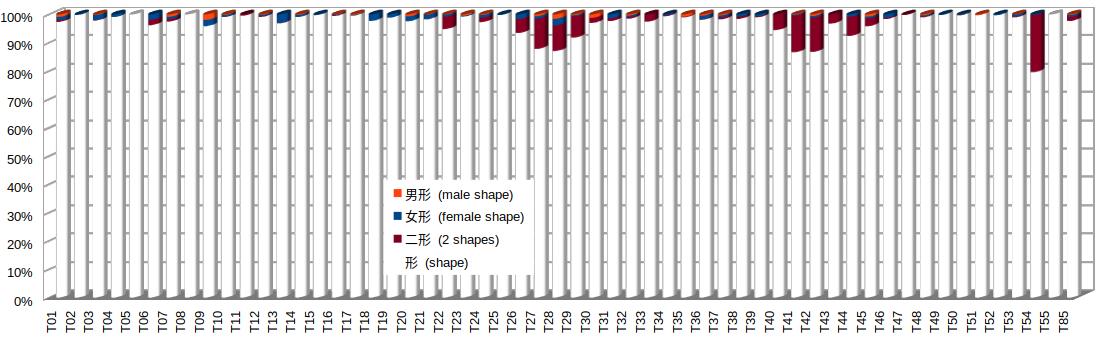 100%
90%
80%
70%
60%
50%
40%
30%
20%
10%
0%
男形 (male shape)
女形 (female shape)
二形 (2 shapes)
形 (shape)
T01
T02
T03
T04
T05
T06
T07
T08
T09
T10
T11
T12
T13
T14
T15
T16
T17
T18
T19
T20
T21
T22
T23
T24
T25
T26
T27
T28
T29
T30
T31
T32
T33
T34
T35
T36
T37
T38
T39
T40
T41
T42
T43
T44
T45
T46
T47
T48
T49
T50
T51
T52
T53
T54
T55
T85